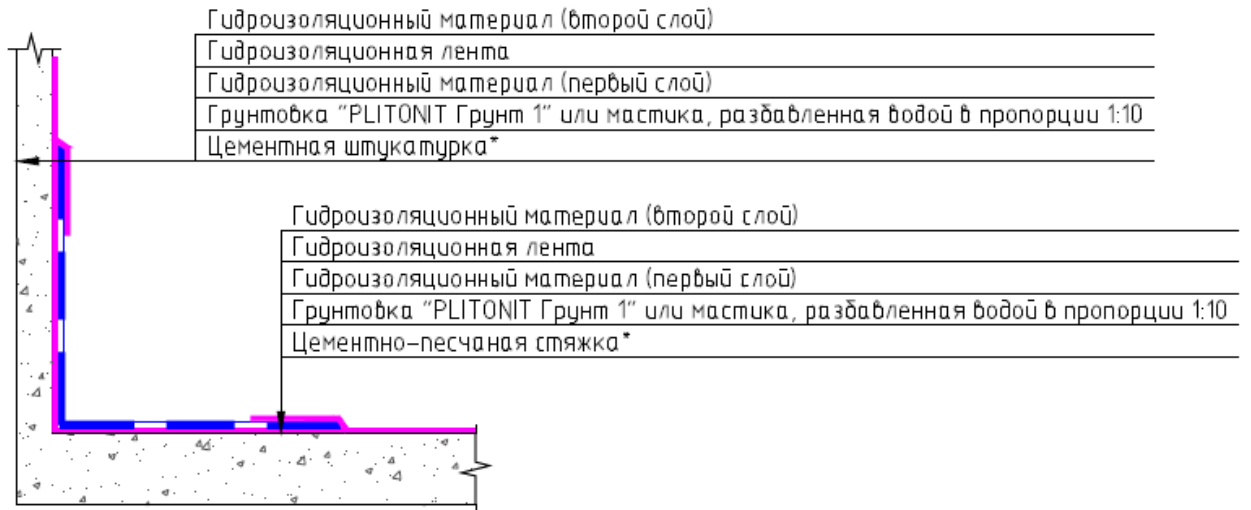 Гидроизоляционный материал (второй слой)
Гидроизоляционная лента
Гидроизоляционный материал (первый слой)
Грунтовка "PLITONIT Грунт 1" или мастика, разбавленная водой в пропорции 1:10
Цементная штукатурка*
Гидроизоляционный материал (второй слой)
Гидроизоляционная лента
Гидроизоляционный материал (первый слой)
Грунтовка "PLITONIT Грунт 1" или мастика, разбавленная водой в пропорции 1:10
Цементно-песчаная стяжка*